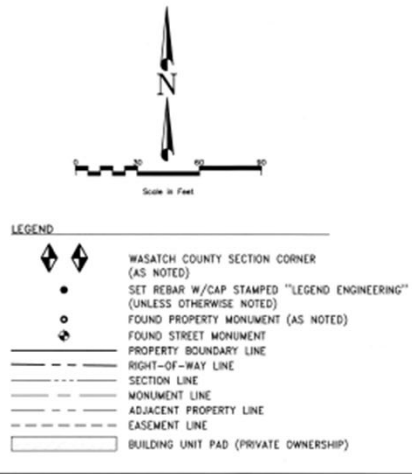 N
0 30 60 90
Scale in Feet
LEGEND
WASATCH COUNTY SECTION CORNER
(AS NOTED)
SET REBAR W/CAP STAMPED "LEGEND ENGINEERING"
(UNLESS OTHERWISE NOTED)
FOUND PROPERTY MONUMENT (AS NOTED)
FOUND STREET MONUMENT
PROPERTY BOUNDARY LINE
RIGHT-OF-WAY LINE
SECTION LINE
MONUMENT LINE
ADJACENT PROPERTY LINE
EASEMENT LINE
BUILDING UNIT PAD (PRIVATE OWNERSHIP)